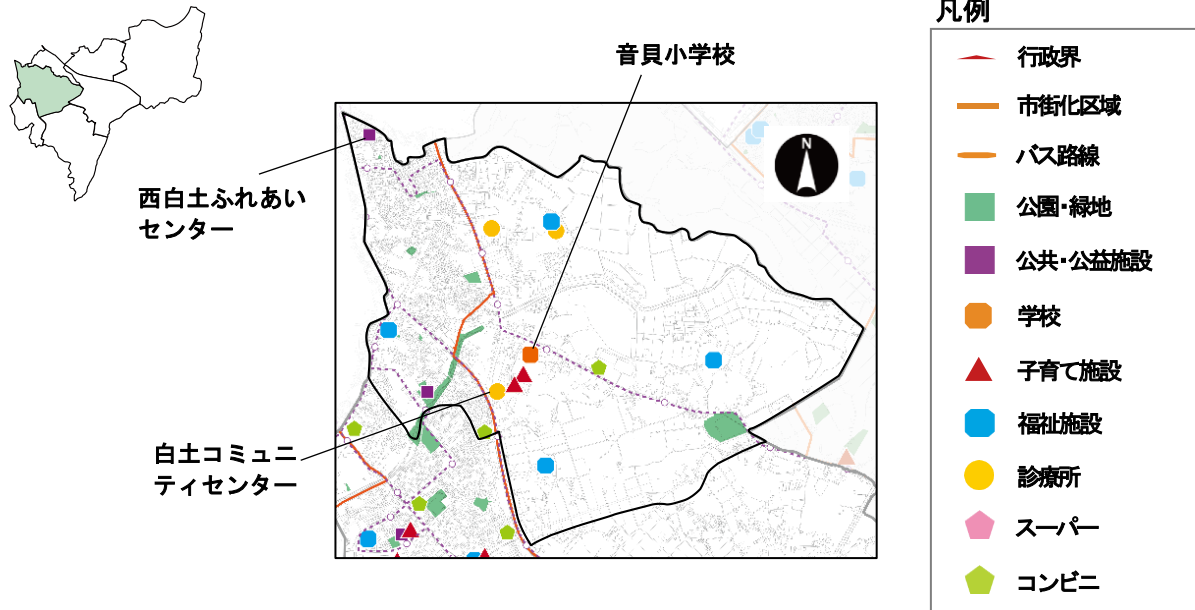 凡例
音貝小学校
行政界
市街化区域
バス路線
N
公園・緑地
西白土ふれあい
センター
公共・公益施設
学校
子育て施設
福祉施設
白土コミュニ
ティセンター
診療所
スーパー
コンビニ